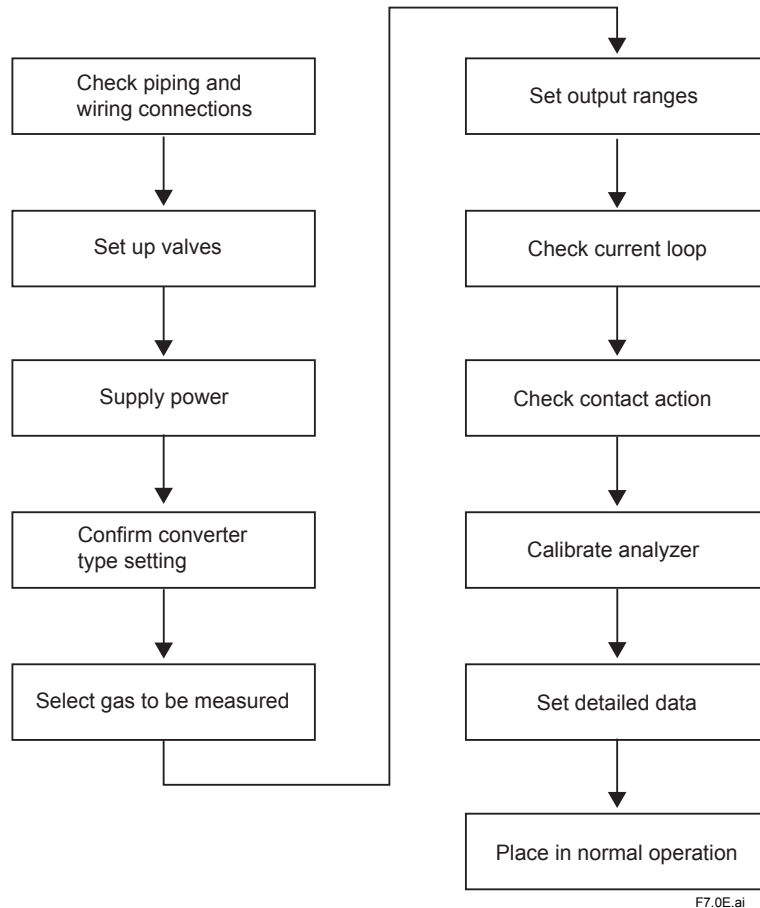 Check piping and
wiring connections
Set up valves
Supply power
Confirm converter
type setting
Select gas to be measured
Set output ranges
Check current loop
Check contact action
Calibrate analyzer
Set detailed data
Place in normal operation
F7.0E.ai